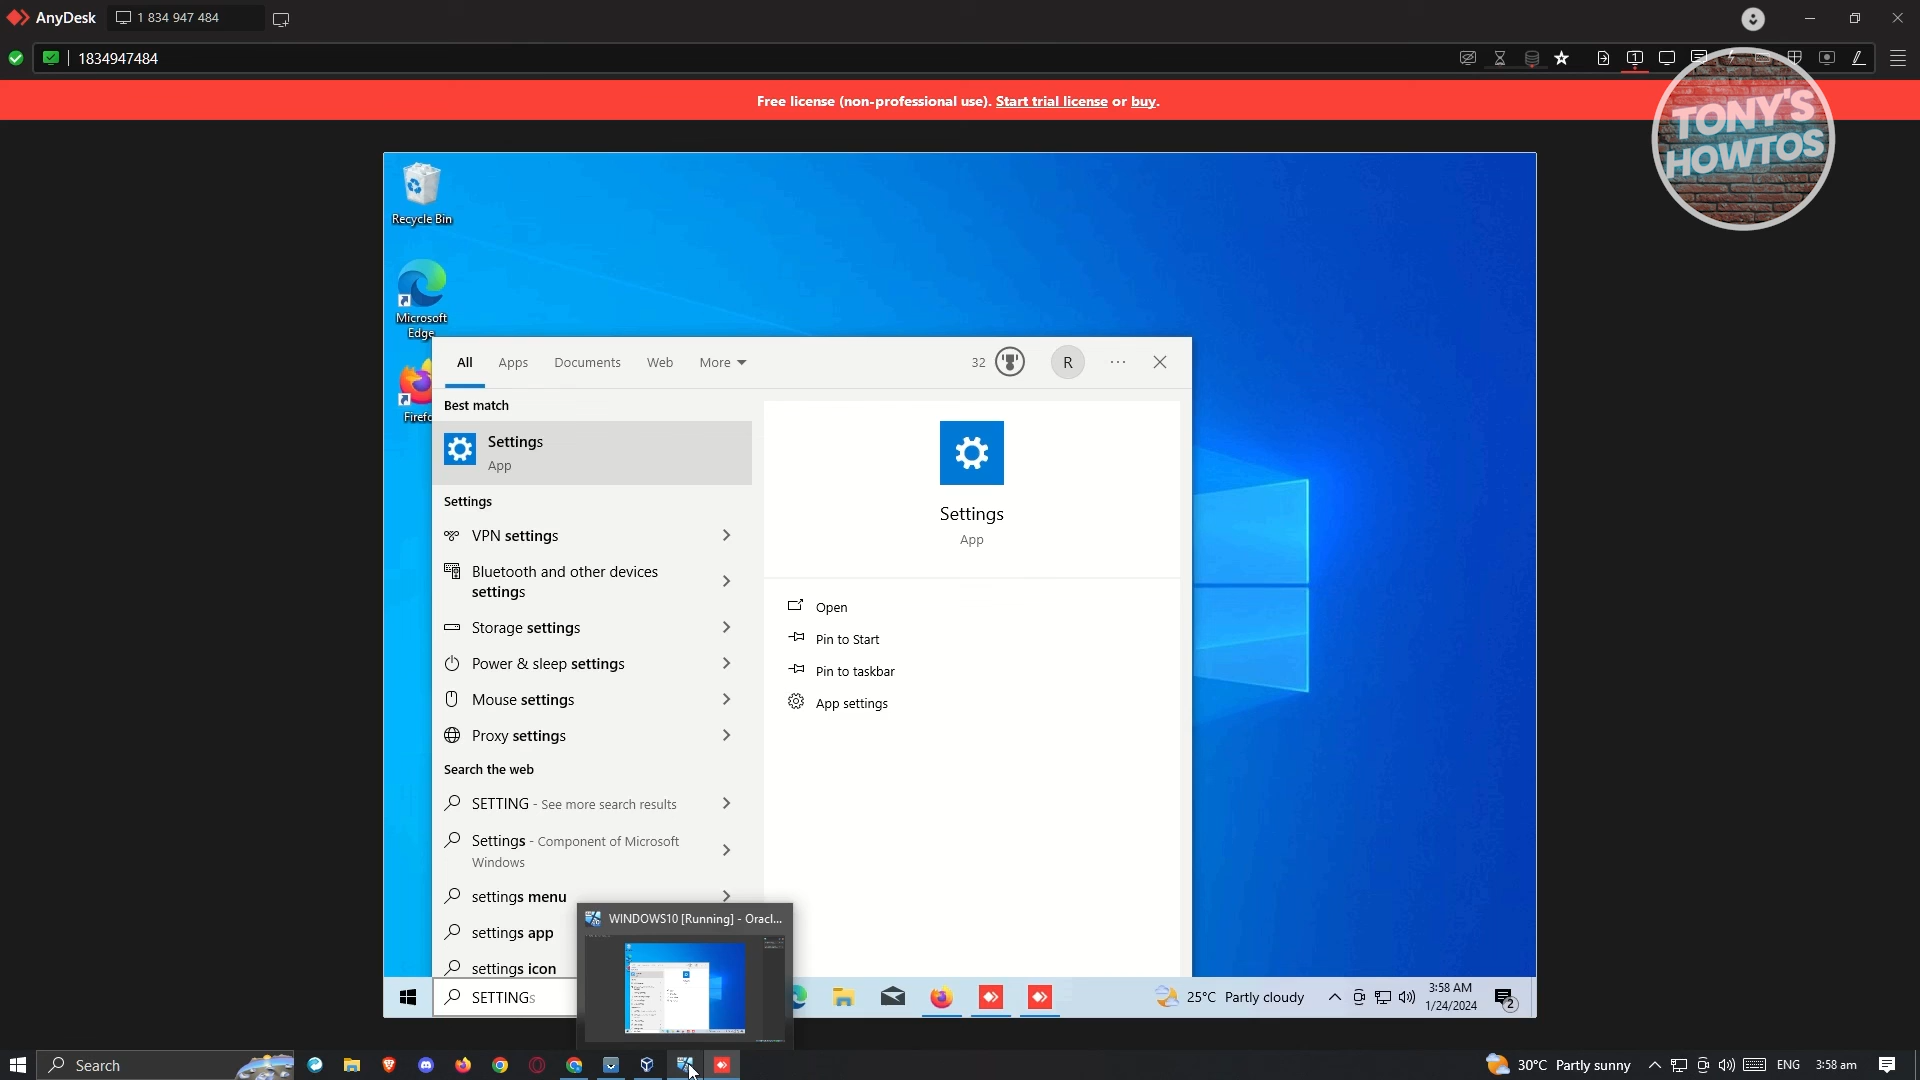 AnyDesk
1 834 947 484
1834947484
Free license (non-professional use). Start trial license or buy.
TONY'S
HOWTOS
Recycle Bin
Microsoft
Edge
All Apps Documents Web More
32
R
Best match
Settings
App
Settings
VPN settings
Bluetooth and other devices
settings
Storage settings
Power & sleep settings
Mouse settings
Proxy settings
Search the web
SETTING - See more search results
Settings - Component of Microsoft
Windows
settings menu
settings app
settings icon
SETTINGs
Firefo
Settings
App
Open
Pin to Start
Pin to taskbar
App settings
WINDOWS10 [Running] - Oracl...
25°C Partly cloudy
3:58 AM
1/24/2024
2
Search
30°C Partly sunny
ENG
3:58 am